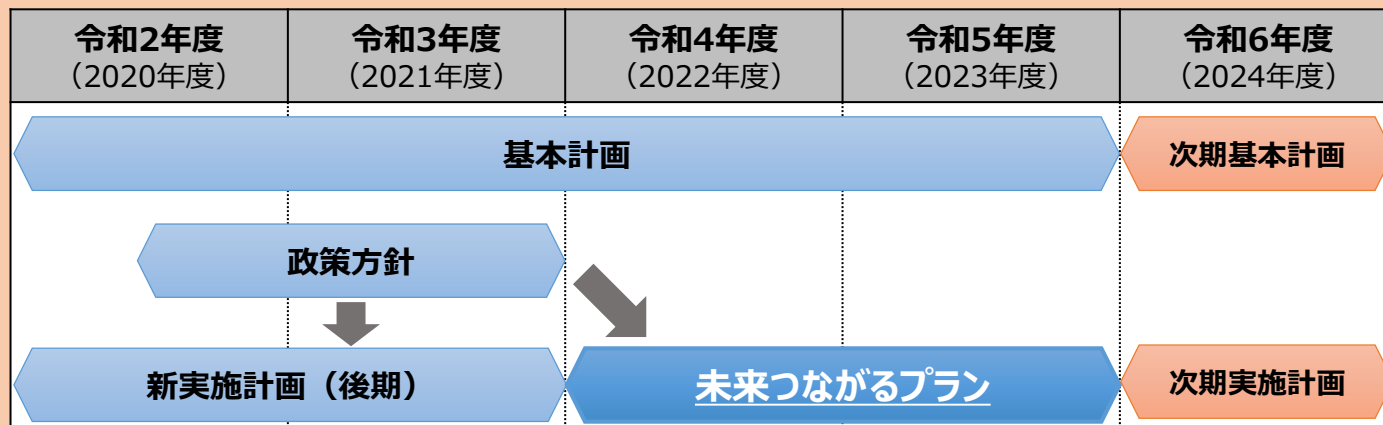 令和2年度
(2020年度)
令和3年度
(2021年度)
令和4年度
(2022年度)
令和5年度
(2023年度)
令和6年度
(2024年度)
基本計画
次期基本計画
政策方針
新実施計画(後期)
未来つながるプラン
次期実施計画